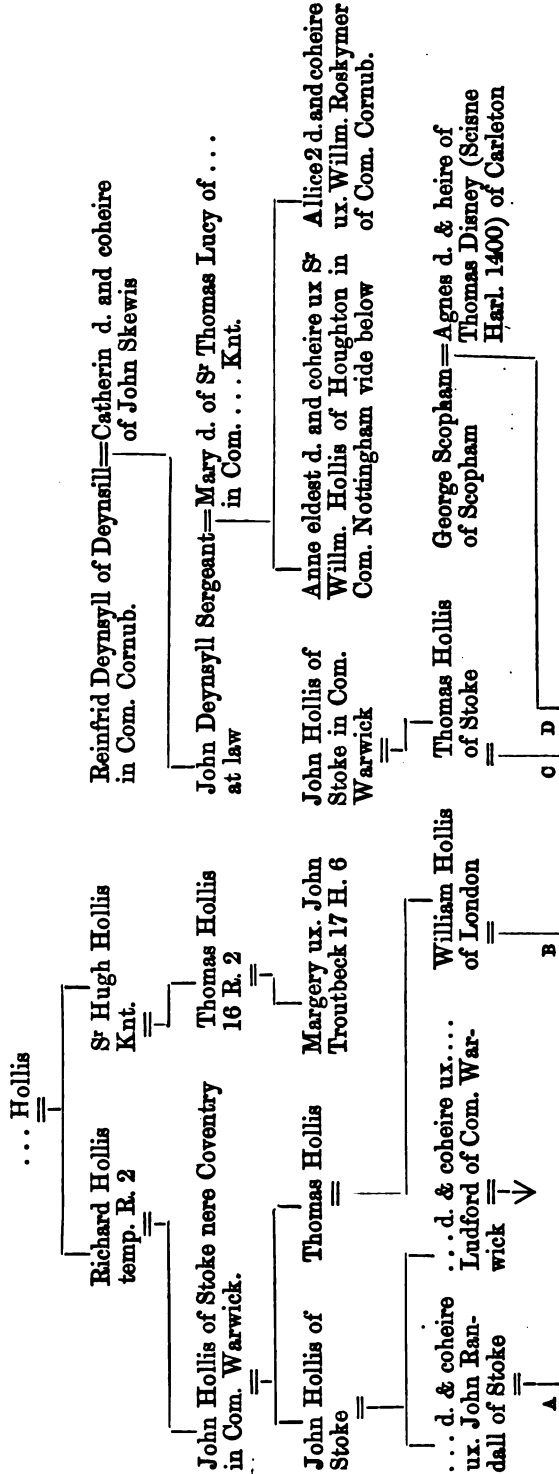 .... Hollis
=
Richard Hollis
temp. R. 2
=
Sr Hugh Hollis
Knt.
=
Reinfrid Deynsyll of Deynsill=Catherin d. and coheire
in Com. Cornub.
of John Skewis
John Hollis of Stoke nere Coventry
in Com. Warwick.
=
Thomas Hollis
16 R. 2
=
John Deynsyll Sergeant=Mary d. of Sr Thomas Lucy of ...
at law
in Com. ... Knt.
John Hollis of
Stoke
=
Thomas Hollis
=
Margery ux. John
Troutbeck 17 H. 6
John Hollis of
Stoke in Com.
Warwick
=
Anne eldest d. and coheire ux Sr
Willm. Hollis of Houghton in
Com. Nottingham vide below
Allice 2 d. and coheire
ux. Willm. Roskymer
of Com. Cornub.
.... d. & coheire
ux. John Ran-
dall of Stoke
=
A
... d. & coheire ux....
Ludford of Com. War-
wick
=
William Hollis
of London
=
B
Thomas Hollis
of Stoke
=
C
George Scopham=Agnes d. & heire of
of Scopham
Thomas Disney (Scisne
Harl. 1400) of Carleton
D